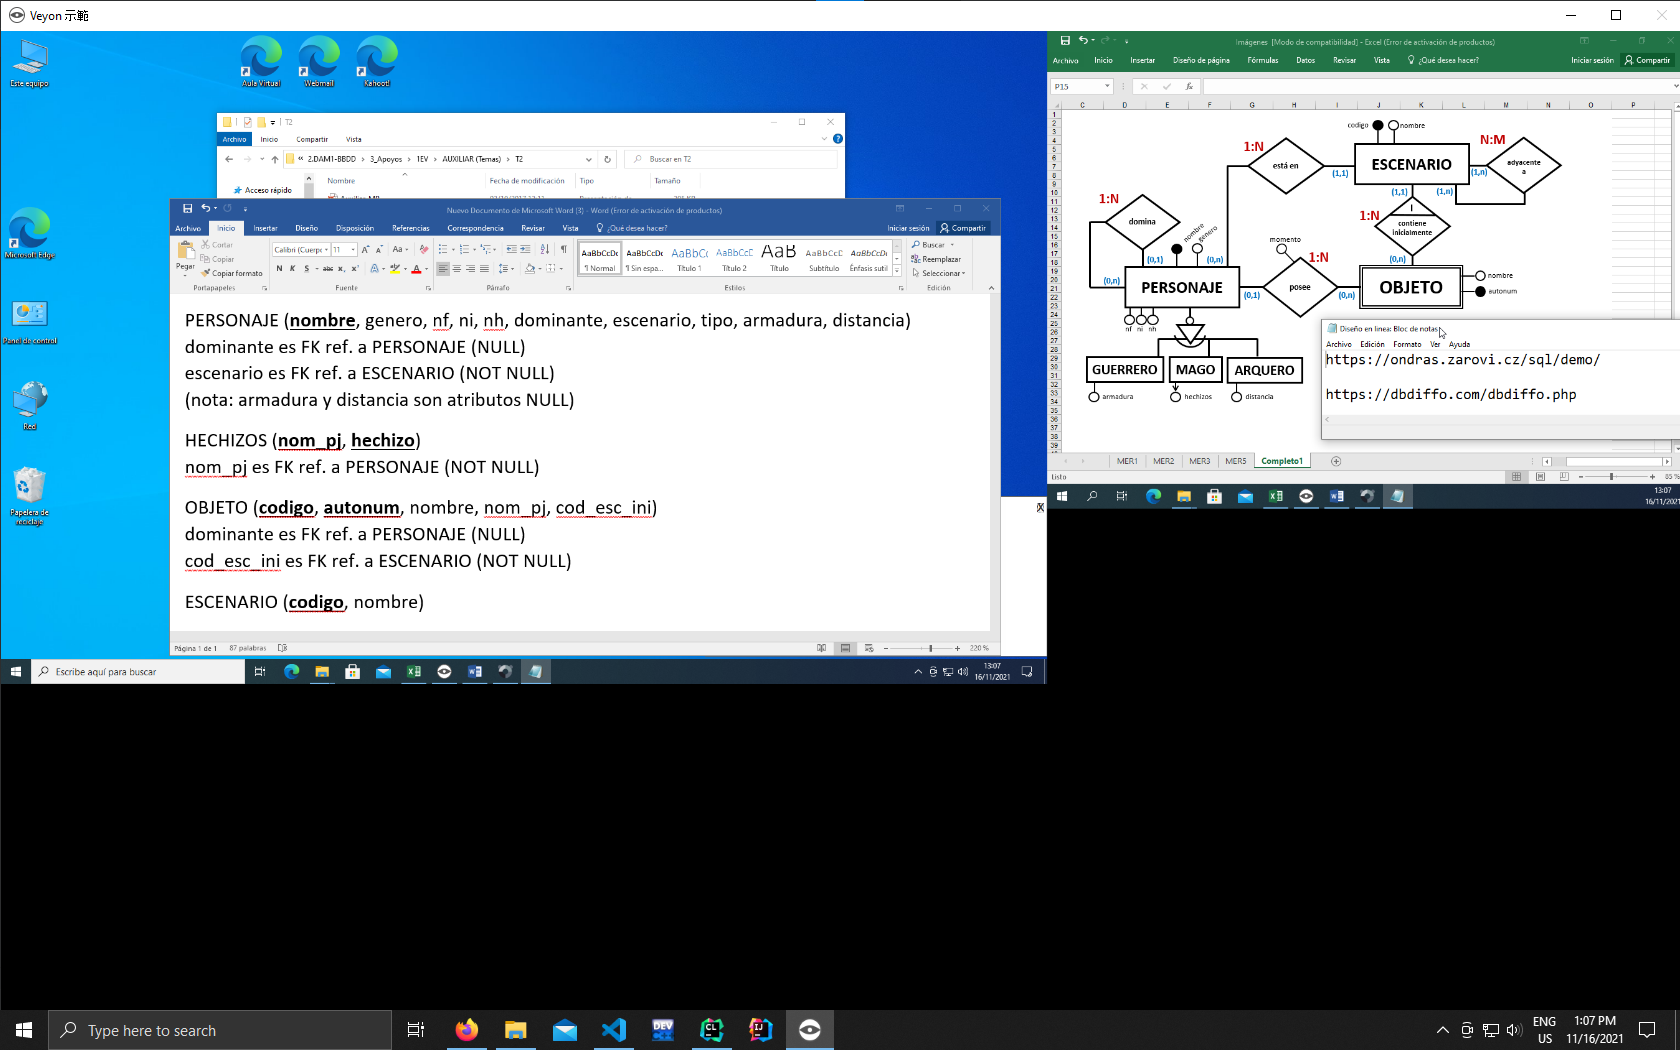 Veyon 示範
Este equipo
Aula Virtual
Webmail
Kahoot!
Microsoft Edge
Panel de control
Red
Papelera de reciclaje
T2
Archivo Inicio Compartir Vista
« 2.DAM1-BBDD › 3_Apoyos › 1EV › AUXILIAR (Temas) › T2
Buscar en T2
Acceso rápido
Nombre Fecha de modificación Tipo Tamaño
Nuevo Documento de Microsoft Word (3) - Word (Error de activación de productos)
Archivo Inicio Insertar Diseño Disposición Referencias Correspondencia Revisar Vista ¿Qué desea hacer? Iniciar sesión Compartir
Pegar
Cortar
Copiar
Copiar formato
Calibri (Cuerpo 11
N K S
AaBbCcDc AaBbCcDc AaBbCc AaBbCcC AaB AaBbCcC AaBbCcDt
¶ Normal ¶ Sin espa... Título 1 Título 2 Título Subtítulo Énfasis sutil
Buscar
Reemplazar
Seleccionar
Portapapeles Fuente Párrafo Estilos Edición
PERSONAJE (nombre, genero, nf, ni, nh, dominante, escenario, tipo, armadura, distancia)
dominante es FK ref. a PERSONAJE (NULL)
escenario es FK ref. a ESCENARIO (NOT NULL)
(nota: armadura y distancia son atributos NULL)
HECHIZOS (nom_pj, hechizo)
nom_pj es FK ref. a PERSONAJE (NOT NULL)
OBJETO (codigo, autonum, nombre, nom_pj, cod_esc_ini)
dominante es FK ref. a PERSONAJE (NULL)
cod_esc_ini es FK ref. a ESCENARIO (NOT NULL)
ESCENARIO (codigo, nombre)
Página 1 de 1 87 palabras
220 %
Escribe aquí para buscar
13:07
16/11/2021
Imágenes [Modo de compatibilidad] - Excel (Error de activación de productos)
Archivo Inicio Insertar Diseño de página Fórmulas Datos Revisar Vista ¿Qué desea hacer? Iniciar sesión Compartir
P15
fx
C D E F G H I J K L M N O P
codigo nombre
1:N
está en
(1,1)
ESCENARIO
N:M
(1,n)
adyacente a
(1,1)
(1,n)
1:N
contiene inicialmente
(0,n)
1:N
domina
(0,1)
(0,n)
nombre
genero
(0,n)
PERSONAJE
momento
1:N
(0,1)
posee
(0,n)
OBJETO
nombre
autonum
nf ni nh
GUERRERO
MAGO
ARQUERO
armadura
hechizos
distancia
Diseño en linea: Bloc de notas
Archivo Edición Formato Ver Ayuda
https://ondras.zarovi.cz/sql/demo/
https://dbdiffo.com/dbdiffo.php
MER1 MER2 MER3 MER5 Completo1
Listo
85 %
13:07
16/11/2021
Type here to search
DEV
CL
IJ
ENG
US
1:07 PM
11/16/2021